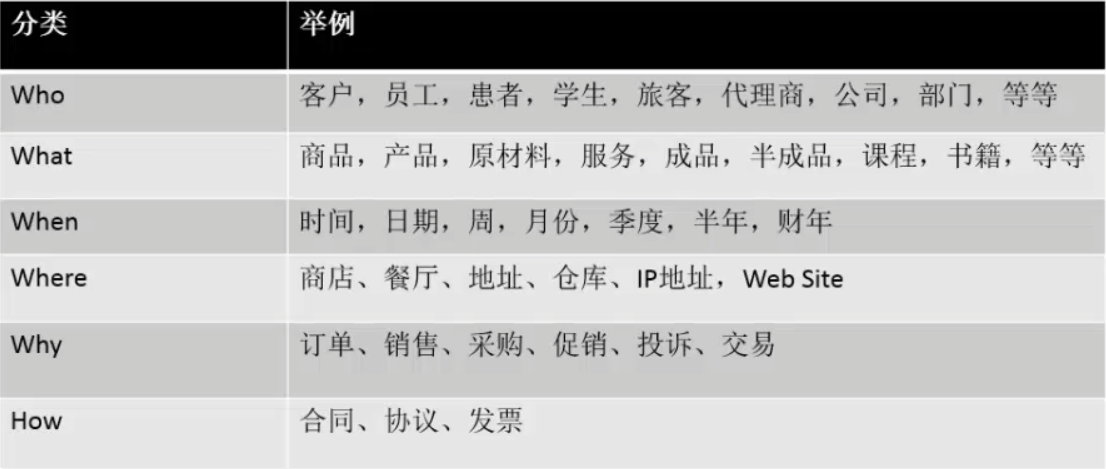 分类 举例
Who 客户，员工，患者，学生，旅客，代理商，公司，部门，等等
What 商品，产品，原材料，服务，成品，半成品，课程，书籍，等等
When 时间，日期，周，月份，季度，半年，财年
Where 商店、餐厅、地址、仓库、IP地址，Web Site
Why 订单、销售、采购、促销、投诉、交易
How 合同、协议、发票